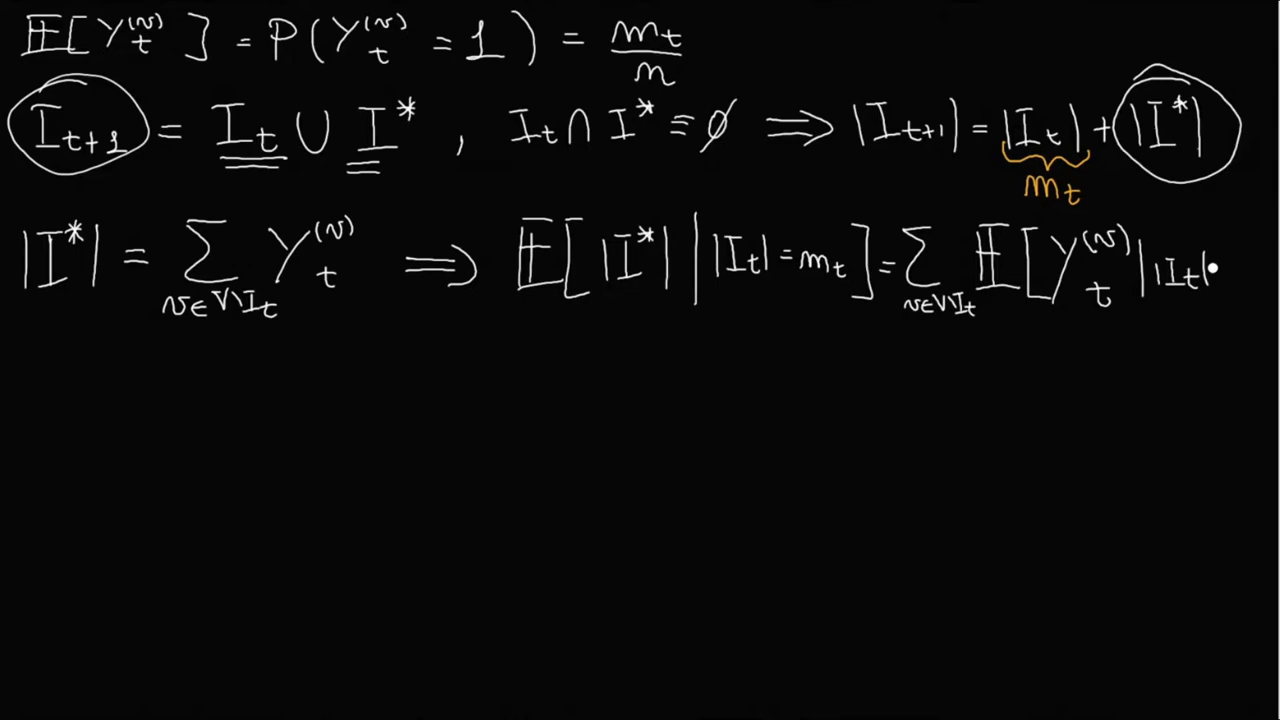 𝔼[Y_t^{(v)}] = P(Y_t^{(v)} = 1) = m_t / n
I_{t+1} = I_t ∪ I^* , I_t ∩ I^* = ∅ ⟹ |I_{t+1}| = |I_t| + |I^*|
m_t
|I^*| = ∑_{v∈V\I_t} Y_t^{(v)} ⟹ 𝔼[|I^*| | |I_t| = m_t] = ∑_{v∈V\I_t} 𝔼[Y_t^{(v)} | |I_t|